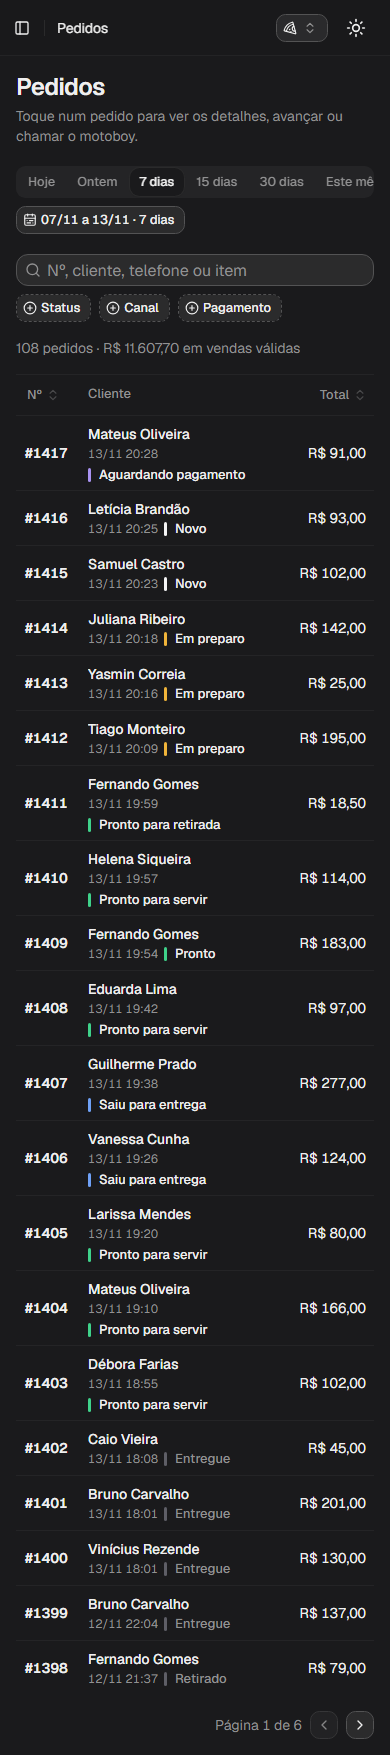 Pedidos
Pedidos
Toque num pedido para ver os detalhes, avançar ou
chamar o motoboy.
Hoje Ontem 7 dias 15 dias 30 dias Este mê
07/11 a 13/11 · 7 dias
Nº, cliente, telefone ou item
Status Canal Pagamento
108 pedidos · R$ 11.607,70 em vendas válidas
Nº Cliente Total
Mateus Oliveira
#1417 13/11 20:28 R$ 91,00
Aguardando pagamento
Letícia Brandão
#1416 13/11 20:25 Novo R$ 93,00
Samuel Castro
#1415 13/11 20:23 Novo R$ 102,00
Juliana Ribeiro
#1414 13/11 20:18 Em preparo R$ 142,00
Yasmin Correia
#1413 13/11 20:16 Em preparo R$ 25,00
Tiago Monteiro
#1412 13/11 20:09 Em preparo R$ 195,00
Fernando Gomes
#1411 13/11 19:59 R$ 18,50
Pronto para retirada
Helena Siqueira
#1410 13/11 19:57 R$ 114,00
Pronto para servir
Fernando Gomes
#1409 13/11 19:54 Pronto R$ 183,00
Eduarda Lima
#1408 13/11 19:42 R$ 97,00
Pronto para servir
Guilherme Prado
#1407 13/11 19:38 R$ 277,00
Saiu para entrega
Vanessa Cunha
#1406 13/11 19:26 R$ 124,00
Saiu para entrega
Larissa Mendes
#1405 13/11 19:20 R$ 80,00
Pronto para servir
Mateus Oliveira
#1404 13/11 19:10 R$ 166,00
Pronto para servir
Débora Farias
#1403 13/11 18:55 R$ 102,00
Pronto para servir
Caio Vieira
#1402 13/11 18:08 Entregue R$ 45,00
Bruno Carvalho
#1401 13/11 18:01 Entregue R$ 201,00
Vinícius Rezende
#1400 13/11 18:01 Entregue R$ 130,00
Bruno Carvalho
#1399 12/11 22:04 Entregue R$ 137,00
Fernando Gomes
#1398 12/11 21:37 Retirado R$ 79,00
Página 1 de 6